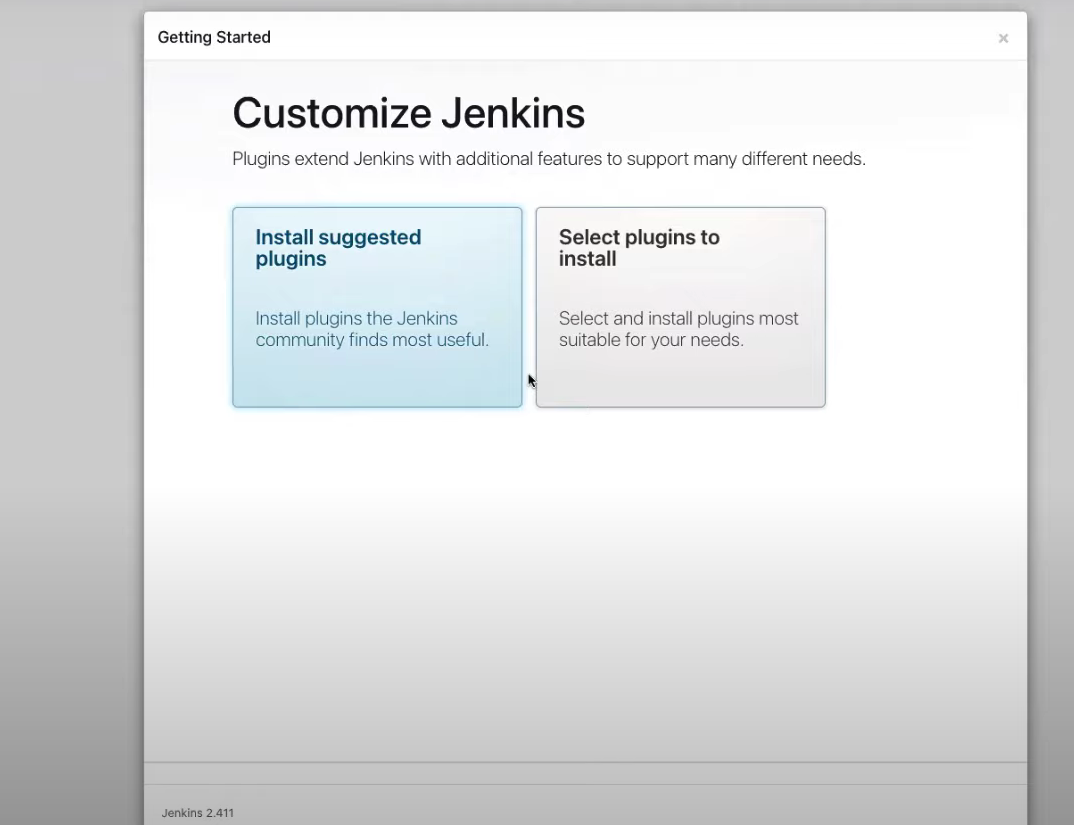 Getting Started
×
Customize Jenkins
Plugins extend Jenkins with additional features to support many different needs.
Install suggested
plugins
Install plugins the Jenkins
community finds most useful.
Select plugins to
install
Select and install plugins most
suitable for your needs.
Jenkins 2.411